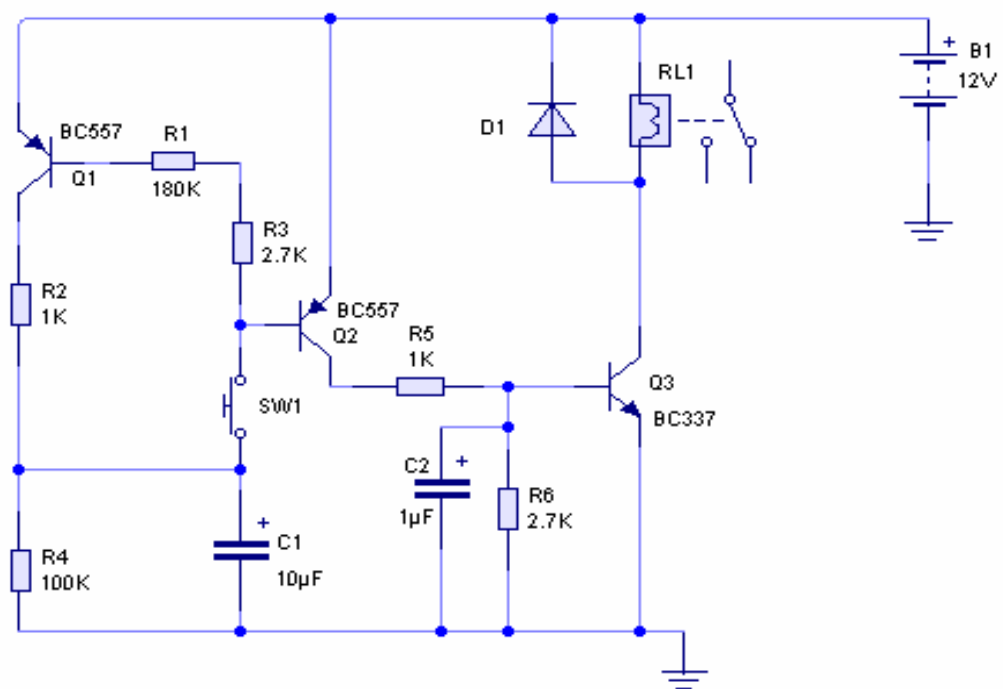 B1
12V
RL1
D1
BC557
Q1
R1
180K
R3
2.7K
R2
1K
BC557
Q2
R5
1K
Q3
BC337
SW1
C2
+
1µF
R6
2.7K
+
C1
10µF
R4
100K
+